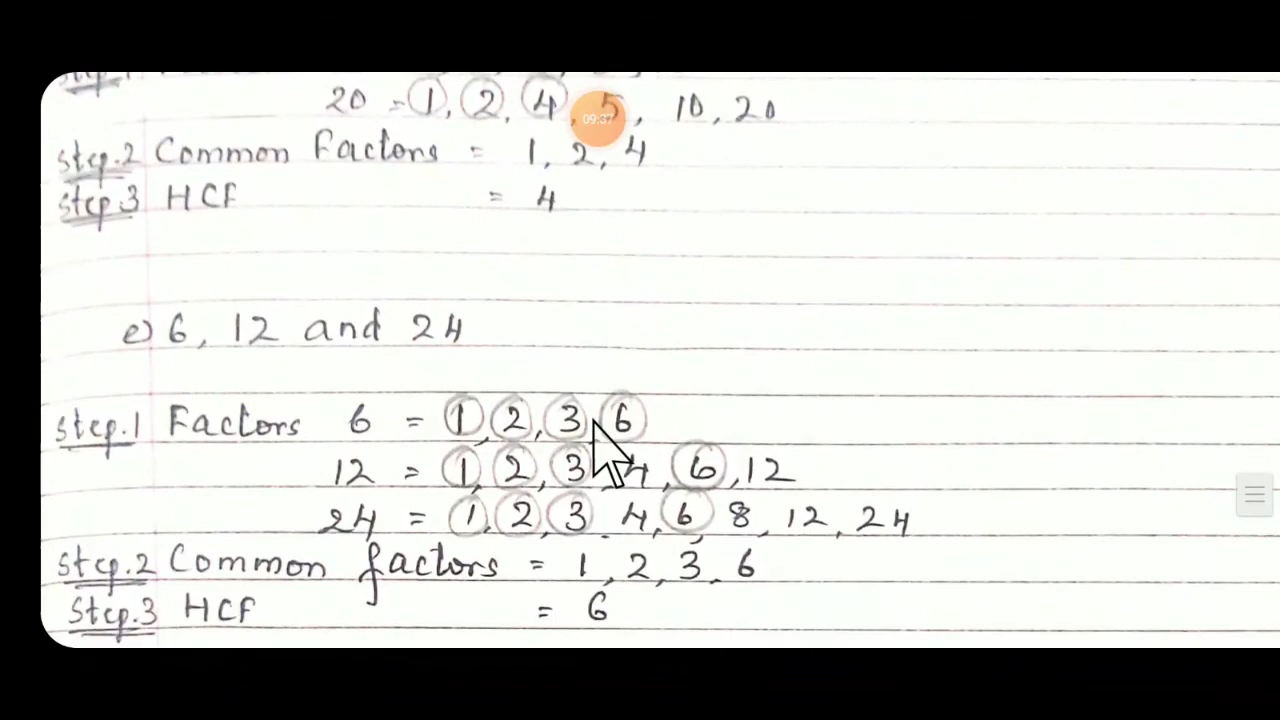 20 = 1, 2, 4, 5, 10, 20
09:37
Step.2 Common Factors = 1, 2, 4
Step.3 HCF = 4
e) 6, 12 and 24
Step.1 Factors 6 = 1, 2, 3, 6
12 = 1, 2, 3, 4, 6, 12
24 = 1, 2, 3 4, 6, 8, 12, 24
Step.2 Common factors = 1, 2, 3, 6
Step.3 HCF = 6